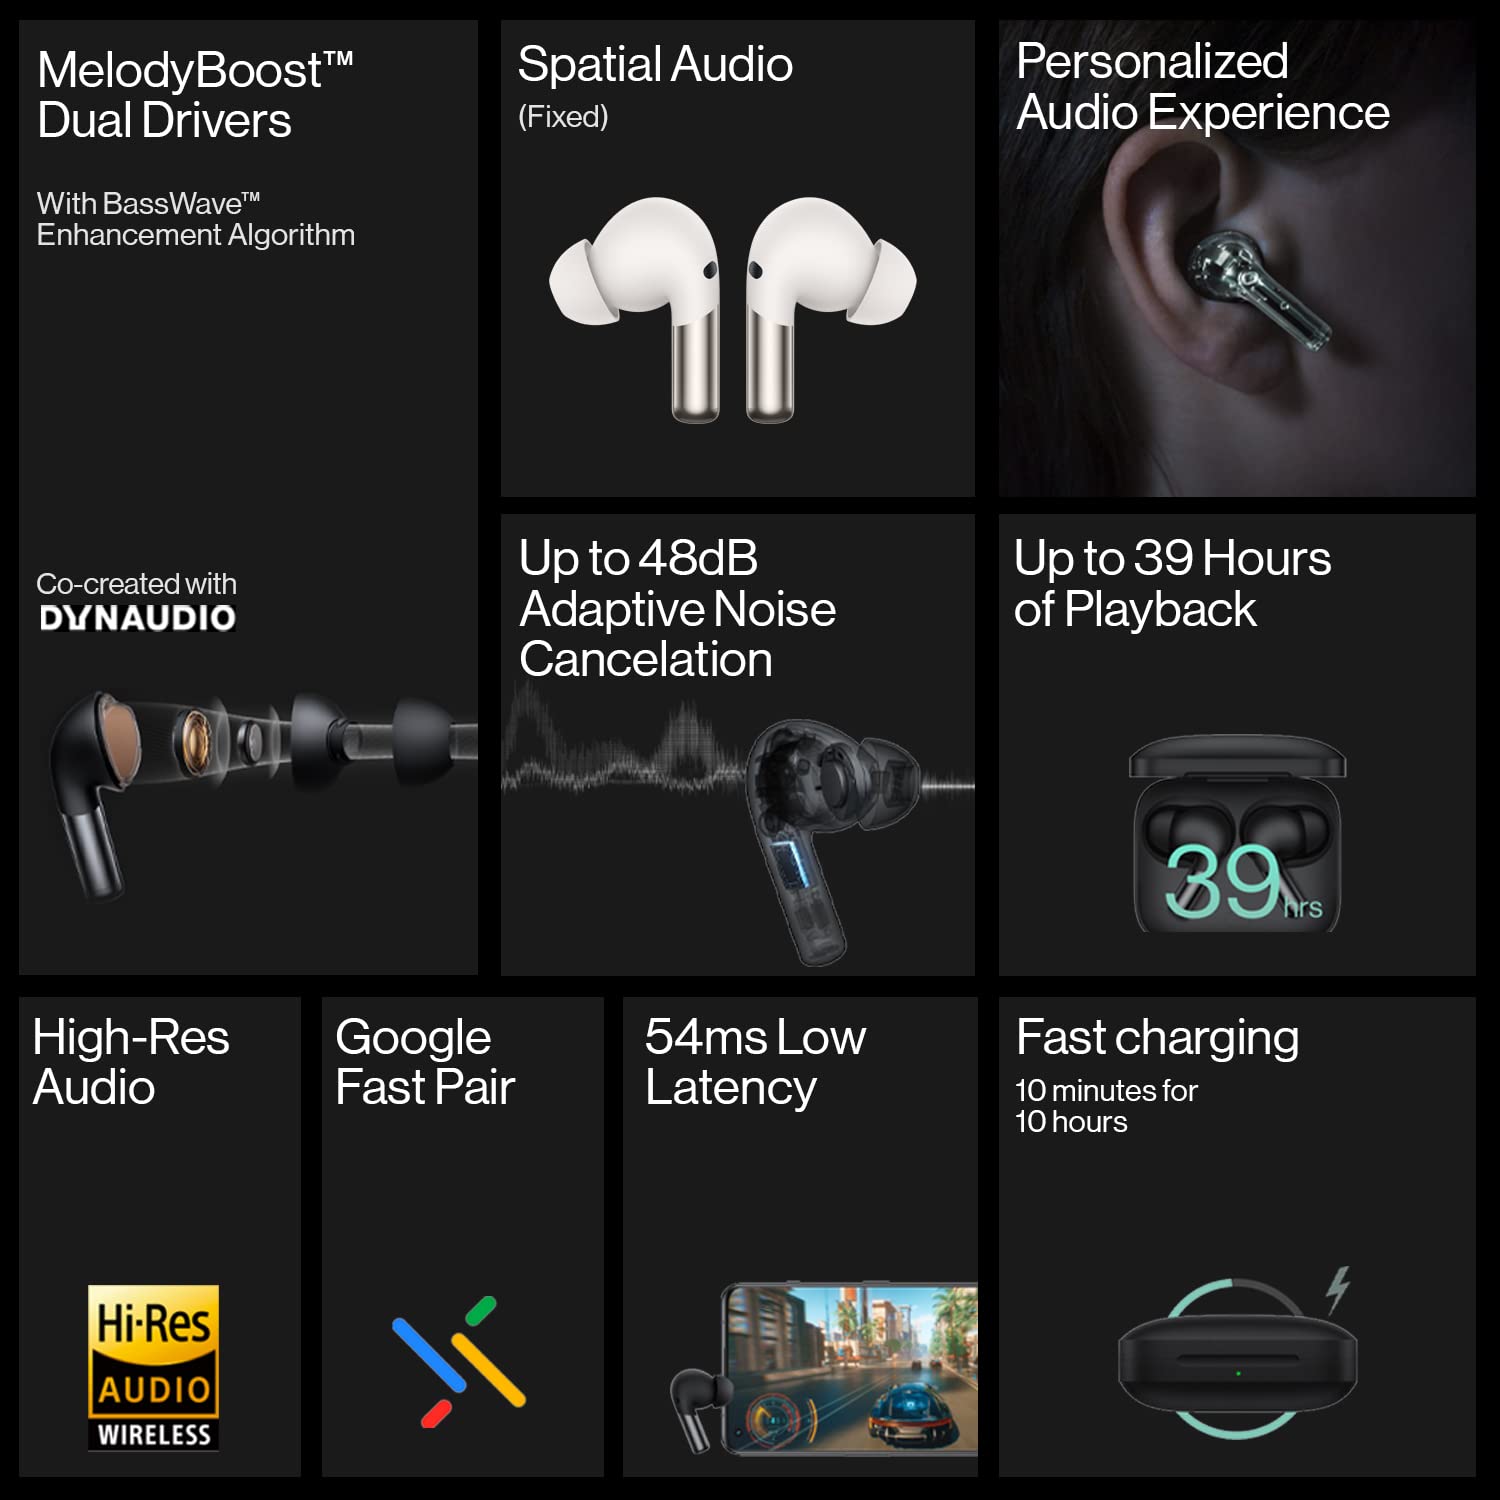 MelodyBoost™
Dual Drivers
With BassWave™
Enhancement Algorithm
Co-created with
DYNAUDIO
Spatial Audio
(Fixed)
Personalized
Audio Experience
Up to 48dB
Adaptive Noise
Cancelation
Up to 39 Hours
of Playback
39hrs
High-Res
Audio
Hi-Res
AUDIO
WIRELESS
Google
Fast Pair
54ms Low
Latency
Fast charging
10 minutes for
10 hours